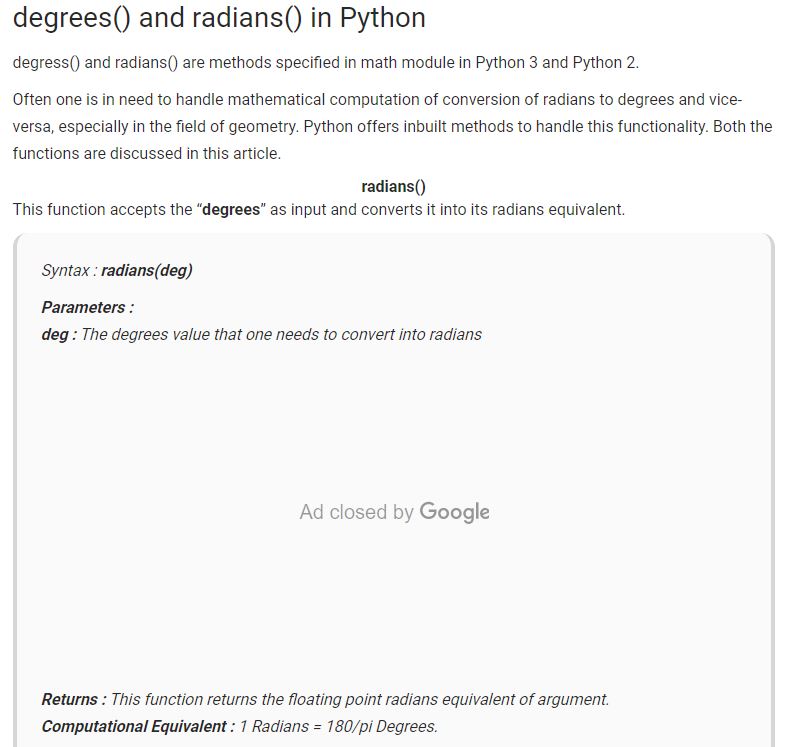 degrees() and radians() in Python
degress() and radians() are methods specified in math module in Python 3 and Python 2.
Often one is in need to handle mathematical computation of conversion of radians to degrees and vice-
versa, especially in the field of geometry. Python offers inbuilt methods to handle this functionality. Both the
functions are discussed in this article.
radians()
This function accepts the “degrees” as input and converts it into its radians equivalent.
Syntax : radians(deg)
Parameters :
deg : The degrees value that one needs to convert into radians
Ad closed by Google
Returns : This function returns the floating point radians equivalent of argument.
Computational Equivalent : 1 Radians = 180/pi Degrees.